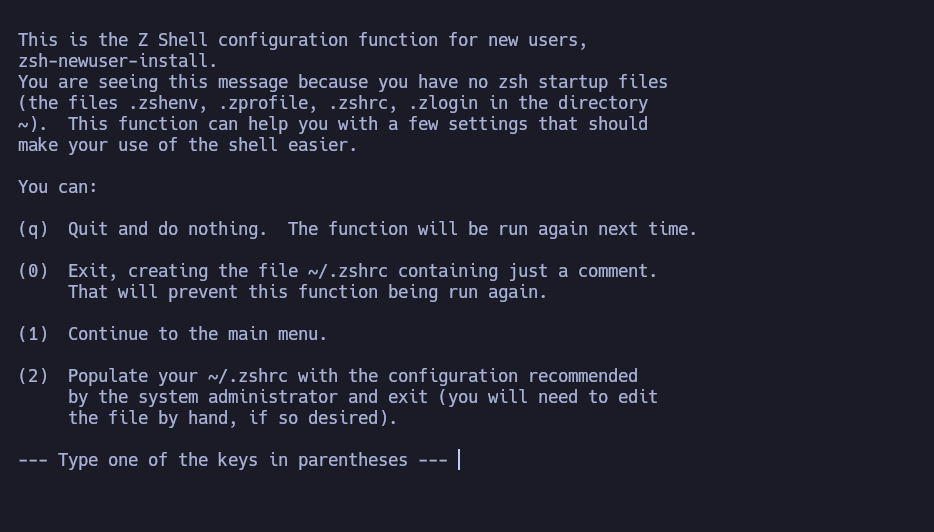 This is the Z Shell configuration function for new users,
zsh-newuser-install.
You are seeing this message because you have no zsh startup files
(the files .zshenv, .zprofile, .zshrc, .zlogin in the directory
~).  This function can help you with a few settings that should
make your use of the shell easier.

You can:

(q)  Quit and do nothing.  The function will be run again next time.

(0)  Exit, creating the file ~/.zshrc containing just a comment.
     That will prevent this function being run again.

(1)  Continue to the main menu.

(2)  Populate your ~/.zshrc with the configuration recommended
     by the system administrator and exit (you will need to edit
     the file by hand, if so desired).

--- Type one of the keys in parentheses ---